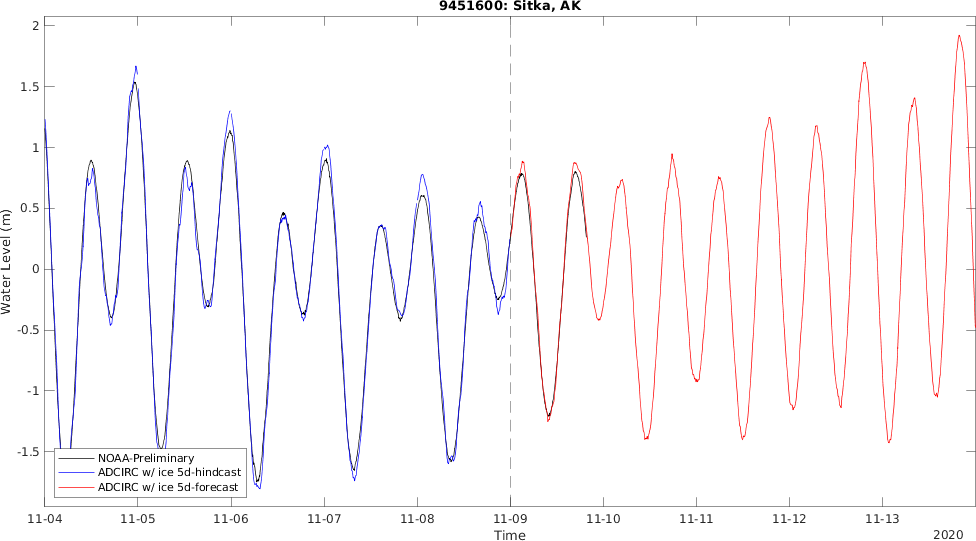 9451600: Sitka, AK
Water Level (m)
2
1.5
1
0.5
0
-0.5
-1
-1.5
NOAA-Preliminary
ADCIRC w/ ice 5d-hindcast
ADCIRC w/ ice 5d-forecast
11-04 11-05 11-06 11-07 11-08 11-09 11-10 11-11 11-12 11-13
Time
2020